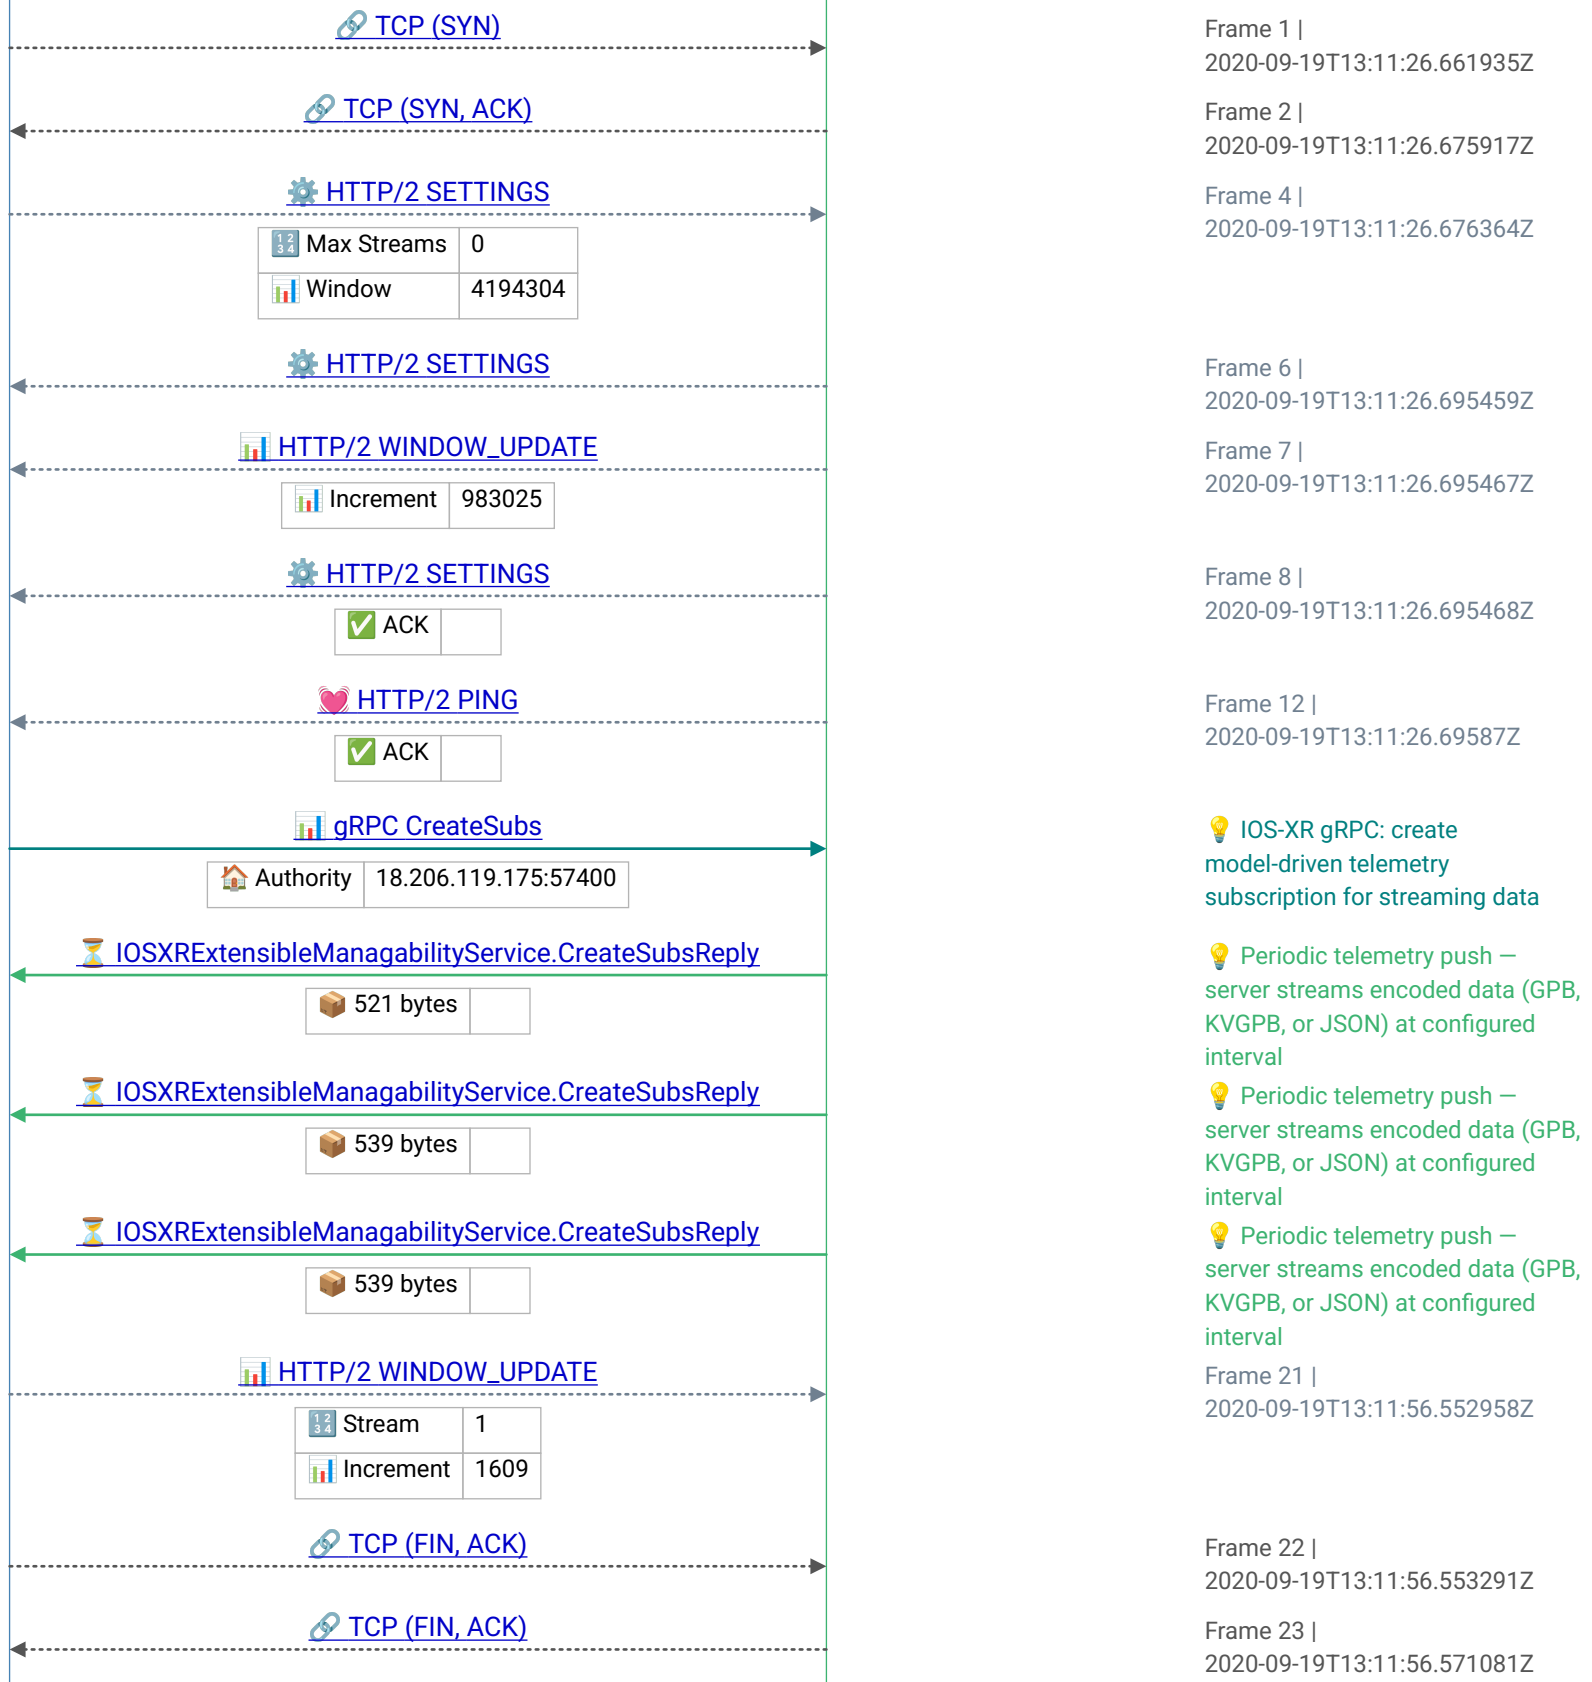 🔗 TCP (SYN)
Frame 1 |
2020-09-19T13:11:26.661935Z
🔗 TCP (SYN, ACK)
Frame 2 |
2020-09-19T13:11:26.675917Z
⚙️ HTTP/2 SETTINGS
Frame 4 |
2020-09-19T13:11:26.676364Z
🔢 Max Streams 0
📊 Window 4194304
⚙️ HTTP/2 SETTINGS
Frame 6 |
2020-09-19T13:11:26.695459Z
📊 HTTP/2 WINDOW_UPDATE
Frame 7 |
2020-09-19T13:11:26.695467Z
📊 Increment 983025
⚙️ HTTP/2 SETTINGS
Frame 8 |
2020-09-19T13:11:26.695468Z
✅ ACK
💓 HTTP/2 PING
Frame 12 |
2020-09-19T13:11:26.69587Z
✅ ACK
📊 gRPC CreateSubs
💡 IOS-XR gRPC: create
model-driven telemetry
subscription for streaming data
🏠 Authority 18.206.119.175:57400
⏳ IOSXRExtensibleManagabilityService.CreateSubsReply
💡 Periodic telemetry push —
server streams encoded data (GPB,
KVGPB, or JSON) at configured
interval
📦 521 bytes
⏳ IOSXRExtensibleManagabilityService.CreateSubsReply
💡 Periodic telemetry push —
server streams encoded data (GPB,
KVGPB, or JSON) at configured
interval
📦 539 bytes
⏳ IOSXRExtensibleManagabilityService.CreateSubsReply
💡 Periodic telemetry push —
server streams encoded data (GPB,
KVGPB, or JSON) at configured
interval
📦 539 bytes
📊 HTTP/2 WINDOW_UPDATE
Frame 21 |
2020-09-19T13:11:56.552958Z
🔢 Stream 1
📊 Increment 1609
🔗 TCP (FIN, ACK)
Frame 22 |
2020-09-19T13:11:56.553291Z
🔗 TCP (FIN, ACK)
Frame 23 |
2020-09-19T13:11:56.571081Z